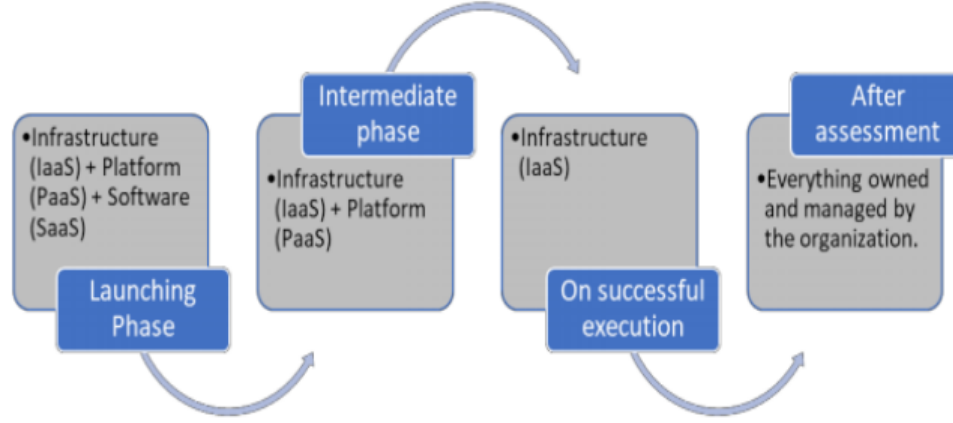 •Infrastructure
(IaaS) + Platform
(PaaS) + Software
(SaaS)
Launching
Phase
Intermediate
phase
•Infrastructure
(IaaS) + Platform
(PaaS)
•Infrastructure
(IaaS)
On successful
execution
After
assessment
•Everything owned
and managed by
the organization.